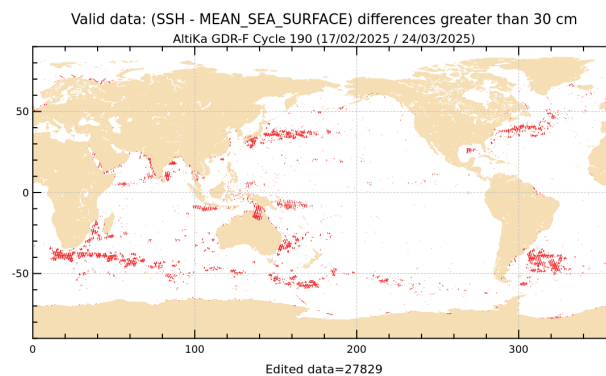 Valid data: (SSH - MEAN_SEA_SURFACE) differences greater than 30 cm
AltiKa GDR-F Cycle 190 (17/02/2025 / 24/03/2025)
50
0
-50
0 100 200 300
Edited data=27829